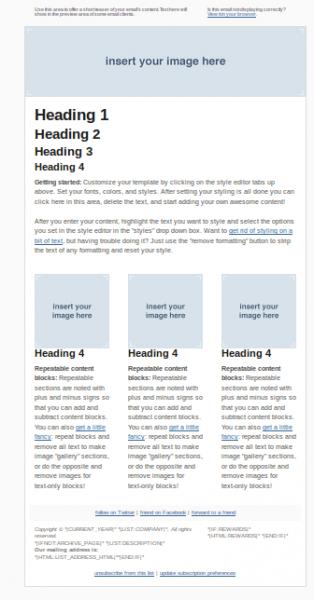 Use this area to offer a short teaser of your email's content. Text here will
show in the preview area of some email clients.
Is this email not displaying correctly?
View it in your browser.
insert your image here
Heading 1
Heading 2
Heading 3
Heading 4
Getting started: Customize your template by clicking on the style editor tabs up
above. Set your fonts, colors, and styles. After setting your styling is all done you can
click here in this area, delete the text, and start adding your own awesome content!
After you enter your content, highlight the text you want to style and select the options
you set in the style editor in the "styles" drop down box. Want to get rid of styling on a
bit of text, but having trouble doing it? Just use the "remove formatting" button to strip
the text of any formatting and reset your style.
insert your
image here
Heading 4
Repeatable content
blocks: Repeatable
sections are noted with
plus and minus signs so
that you can add and
subtract content blocks.
You can also get a little
fancy: repeat blocks and
remove all text to make
image "gallery" sections,
or do the opposite and
remove images for
text-only blocks!
insert your
image here
Heading 4
Repeatable content
blocks: Repeatable
sections are noted with
plus and minus signs so
that you can add and
subtract content blocks.
You can also get a little
fancy: repeat blocks and
remove all text to make
image "gallery" sections,
or do the opposite and
remove images for
text-only blocks!
insert your
image here
Heading 4
Repeatable content
blocks: Repeatable
sections are noted with
plus and minus signs so
that you can add and
subtract content blocks.
You can also get a little
fancy: repeat blocks and
remove all text to make
image "gallery" sections,
or do the opposite and
remove images for
text-only blocks!
follow on Twitter | friend on Facebook | forward to a friend
Copyright © *|CURRENT_YEAR|* *|LIST:COMPANY|*, All rights
reserved.
*|IFNOT:ARCHIVE_PAGE|* *|LIST:DESCRIPTION|*
Our mailing address is:
*|HTML:LIST_ADDRESS_HTML|**|END:IF|*
*|IF:REWARDS|*
*|HTML:REWARDS|* *|END:IF|*
unsubscribe from this list | update subscription preferences